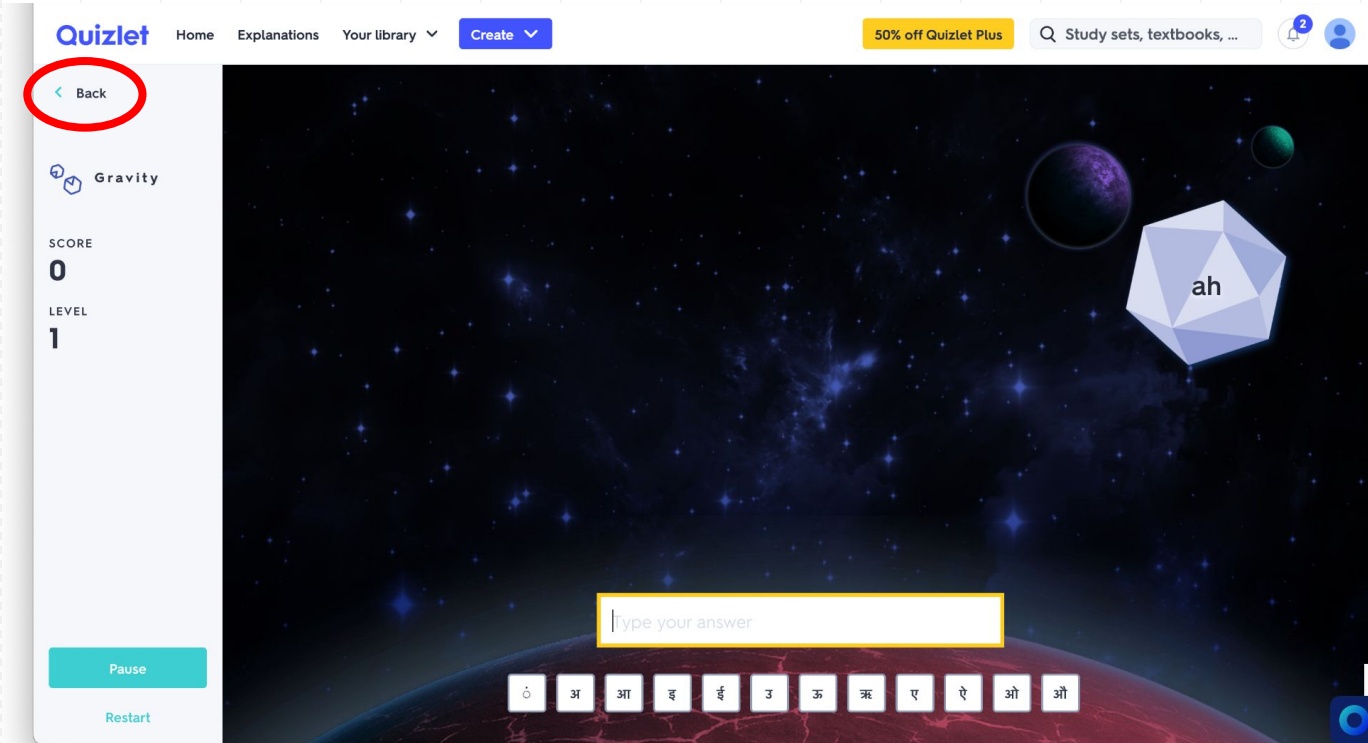 Quizlet Home Explanations Your library Create 50% off Quizlet Plus Study sets, textbooks, ... 2
Back
Gravity
SCORE
0
LEVEL
1
ah
Type your answer
Pause
Restart
ं अ आ इ ई उ ऊ ऋ ए ऐ ओ औ